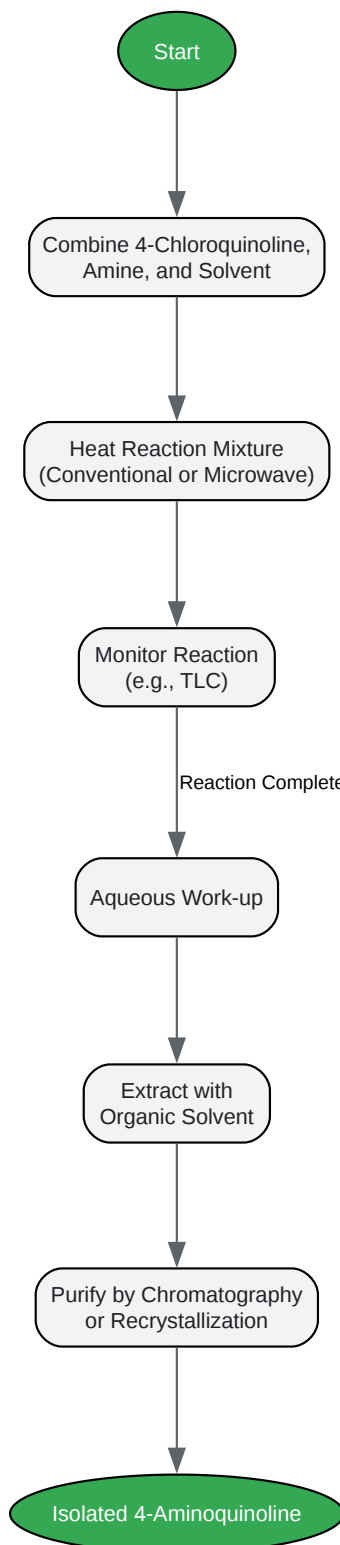 Start
Combine 4-Chloroquinoline,
Amine, and Solvent
Heat Reaction Mixture
(Conventional or Microwave)
Monitor Reaction
(e.g., TLC)
Reaction Complete
Aqueous Work-up
Extract with
Organic Solvent
Purify by Chromatography
or Recrystallization
Isolated 4-Aminoquinoline